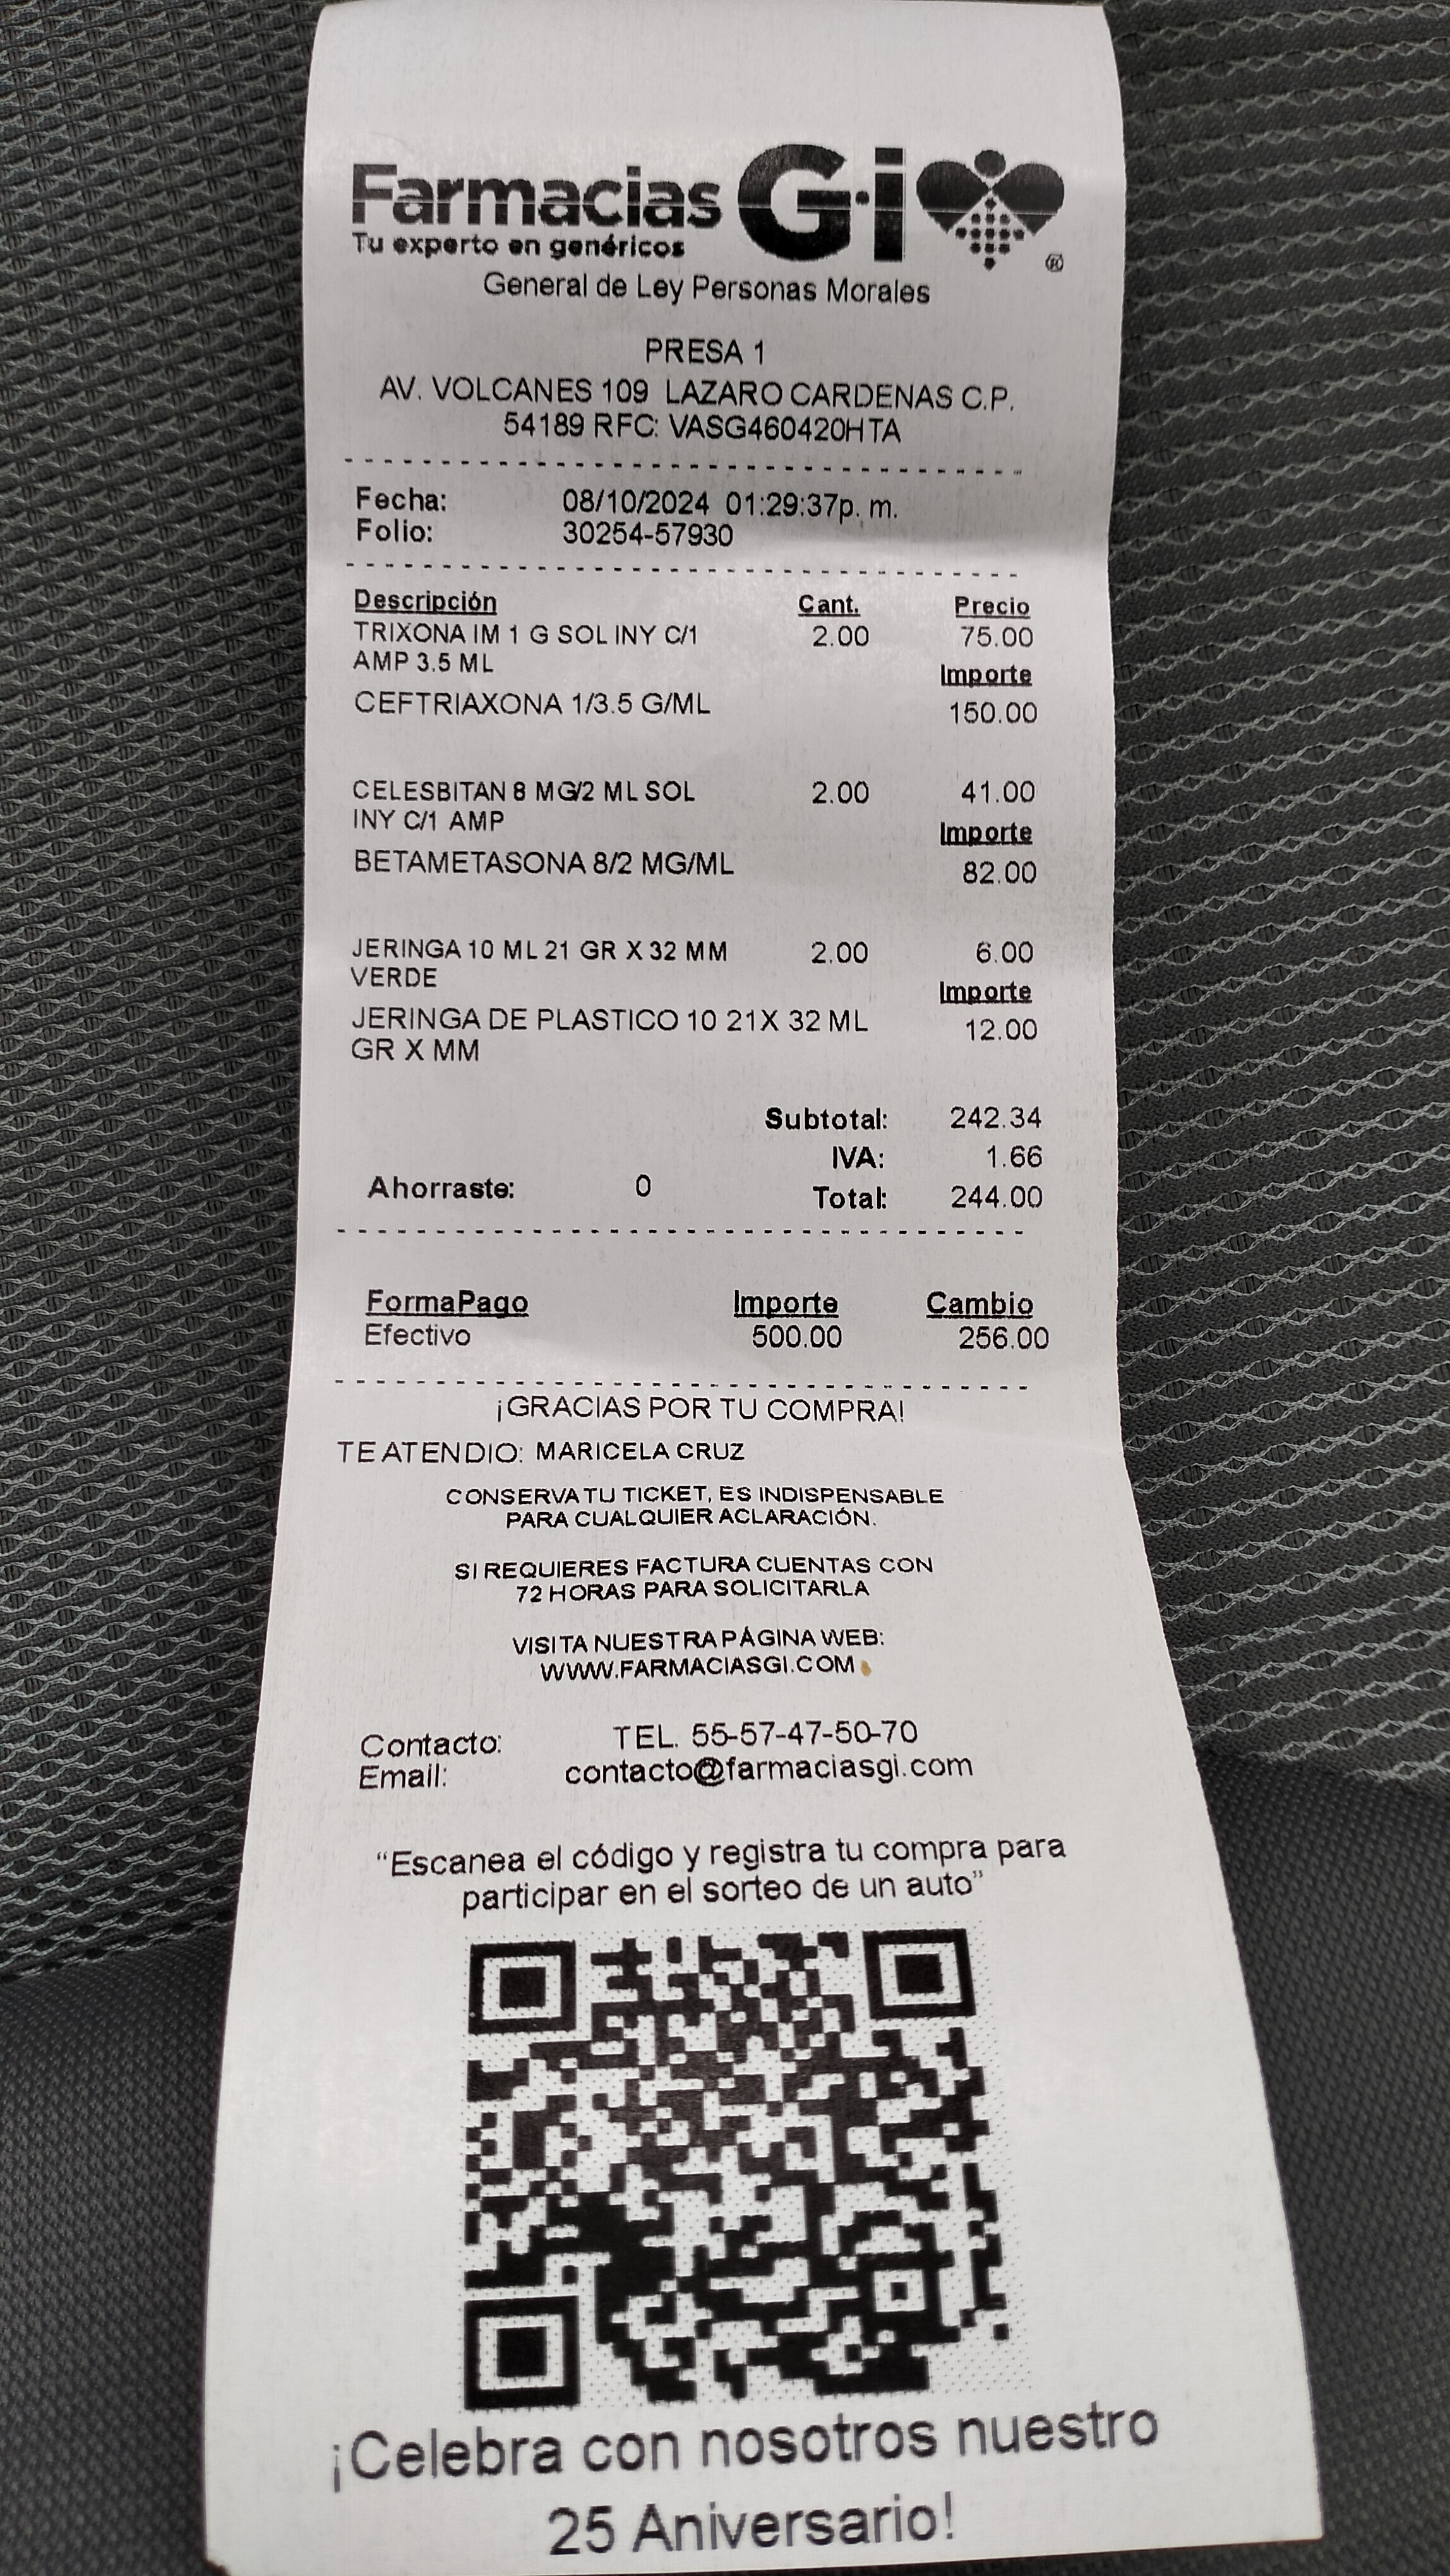 Farmacias G·i
Tu experto en genéricos
®
General de Ley Personas Morales
PRESA 1
AV. VOLCANES 109 LAZARO CARDENAS C.P.
54189 RFC: VASG460420HTA
Fecha: 08/10/2024 01:29:37p. m.
Folio: 30254-57930
Descripción Cant. Precio
TRIXONA IM 1 G SOL INY C/1 2.00 75.00
AMP 3.5 ML Importe
CEFTRIAXONA 1/3.5 G/ML 150.00
CELESBITAN 8 MG/2 ML SOL 2.00 41.00
INY C/1 AMP Importe
BETAMETASONA 8/2 MG/ML 82.00
JERINGA 10 ML 21 GR X 32 MM 2.00 6.00
VERDE Importe
JERINGA DE PLASTICO 10 21X 32 ML 12.00
GR X MM
Subtotal: 242.34
IVA: 1.66
Ahorraste: 0 Total: 244.00
FormaPago Importe Cambio
Efectivo 500.00 256.00
¡GRACIAS POR TU COMPRA!
TE ATENDIO: MARICELA CRUZ
CONSERVA TU TICKET, ES INDISPENSABLE
PARA CUALQUIER ACLARACIÓN.
SI REQUIERES FACTURA CUENTAS CON
72 HORAS PARA SOLICITARLA
VISITA NUESTRA PÁGINA WEB:
WWW.FARMACIASGI.COM
Contacto: TEL. 55-57-47-50-70
Email: contacto@farmaciasgi.com
“Escanea el código y registra tu compra para
participar en el sorteo de un auto”
¡Celebra con nosotros nuestro
25 Aniversario!